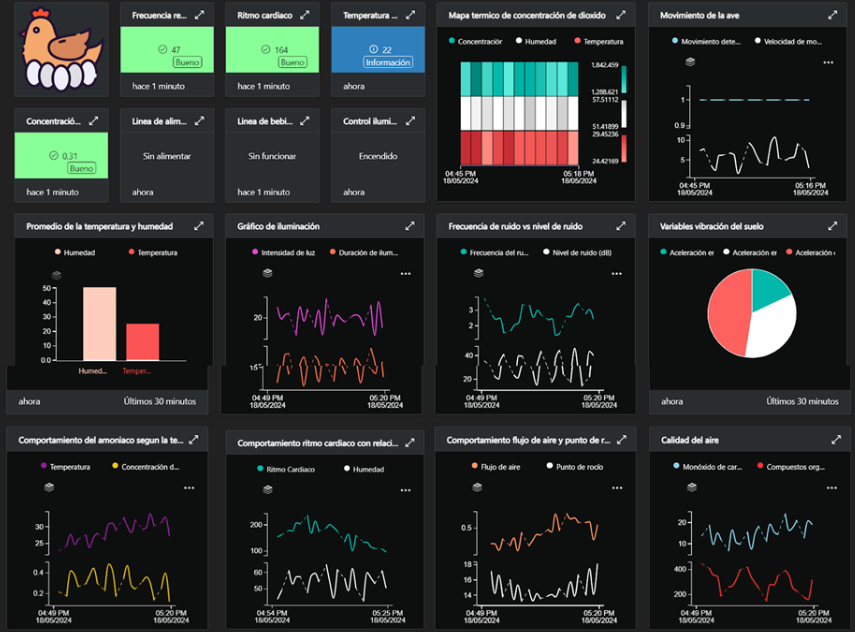 Frecuencia re...
47
Bueno
hace 1 minuto
Ritmo cardiaco
164
Bueno
hace 1 minuto
Temperatura ...
22
Información
ahora
Concentració...
0,31
Bueno
hace 1 minuto
Linea de alim...
Sin alimentar
ahora
Linea de bebi...
Sin funcionar
hace 1 minuto
Control ilumi...
Encendido
ahora
Mapa termico de concentración de dioxido
Concentración
Humedad
Temperatura
1,842.459
1,288.621
57.51112
51.41899
29.45236
24.42169
04:45 PM
18/05/2024
05:18 PM
18/05/2024
Movimiento de la ave
Movimiento dete...
Velocidad de mo...
1
0.9
10
5
04:45 PM
18/05/2024
05:16 PM
18/05/2024
Promedio de la temperatura y humedad
Humedad
Temperatura
50
40
30
20
10
0.0
Humed...
Temper...
ahora
Últimos 30 minutos
Gráfico de iluminación
Intensidad de luz
Duración de ilum...
20
15
04:49 PM
18/05/2024
05:20 PM
18/05/2024
Frecuencia de ruido vs nivel de ruido
Frecuencia del ru...
Nivel de ruido (dB)
3
2
40
20
04:49 PM
18/05/2024
05:20 PM
18/05/2024
Variables vibración del suelo
Aceleración er
Aceleración er
Aceleración
ahora
Últimos 30 minutos
Comportamiento del amoniaco segun la te...
Temperatura
Concentración d...
30
25
0.4
0.2
04:49 PM
18/05/2024
05:20 PM
18/05/2024
Comportamiento ritmo cardiaco con relaci...
Ritmo Cardiaco
Humedad
200
100
60
50
04:54 PM
18/05/2024
05:25 PM
18/05/2024
Comportamiento flujo de aire y punto de r...
Flujo de aire
Punto de rocío
0.5
18
16
14
04:49 PM
18/05/2024
05:20 PM
18/05/2024
Calidad del aire
Monóxido de car...
Compuestos org...
20
10
400
200
04:49 PM
18/05/2024
05:20 PM
18/05/2024